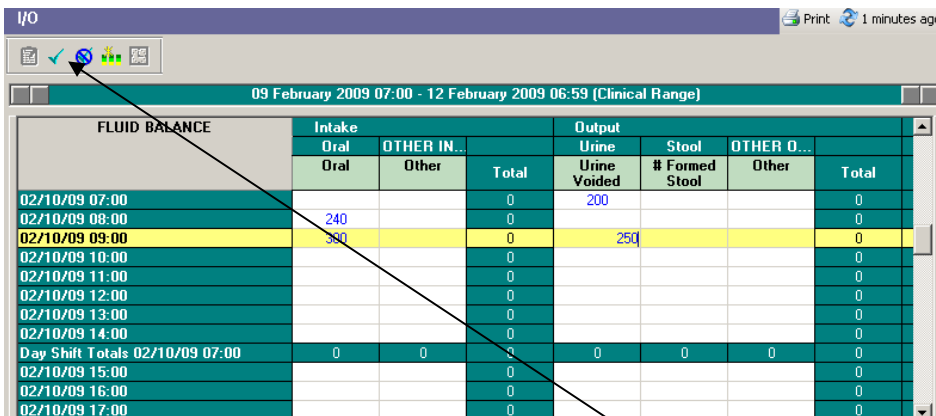 I/O Print 1 minutes ago
09 February 2009 07:00 - 12 February 2009 06:59 (Clinical Range)
FLUID BALANCE Intake Output
Oral OTHER IN... Urine Stool OTHER O...
Oral Other Total Urine Voided # Formed Stool Other Total
02/10/09 07:00 0 200 0
02/10/09 08:00 240 0 0
02/10/09 09:00 300 0 250 0
02/10/09 10:00 0 0
02/10/09 11:00 0 0
02/10/09 12:00 0 0
02/10/09 13:00 0 0
02/10/09 14:00 0 0
Day Shift Totals 02/10/09 07:00 0 0 0 0 0 0 0
02/10/09 15:00 0 0
02/10/09 16:00 0 0
02/10/09 17:00 0 0